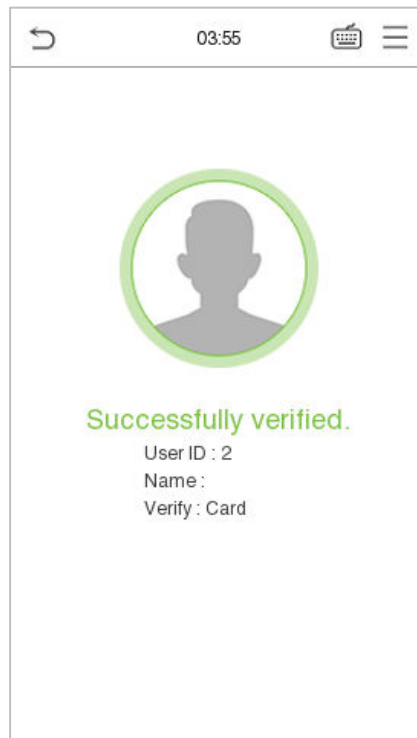 03:55
Successfully verified.
User ID : 2
Name :
Verify : Card